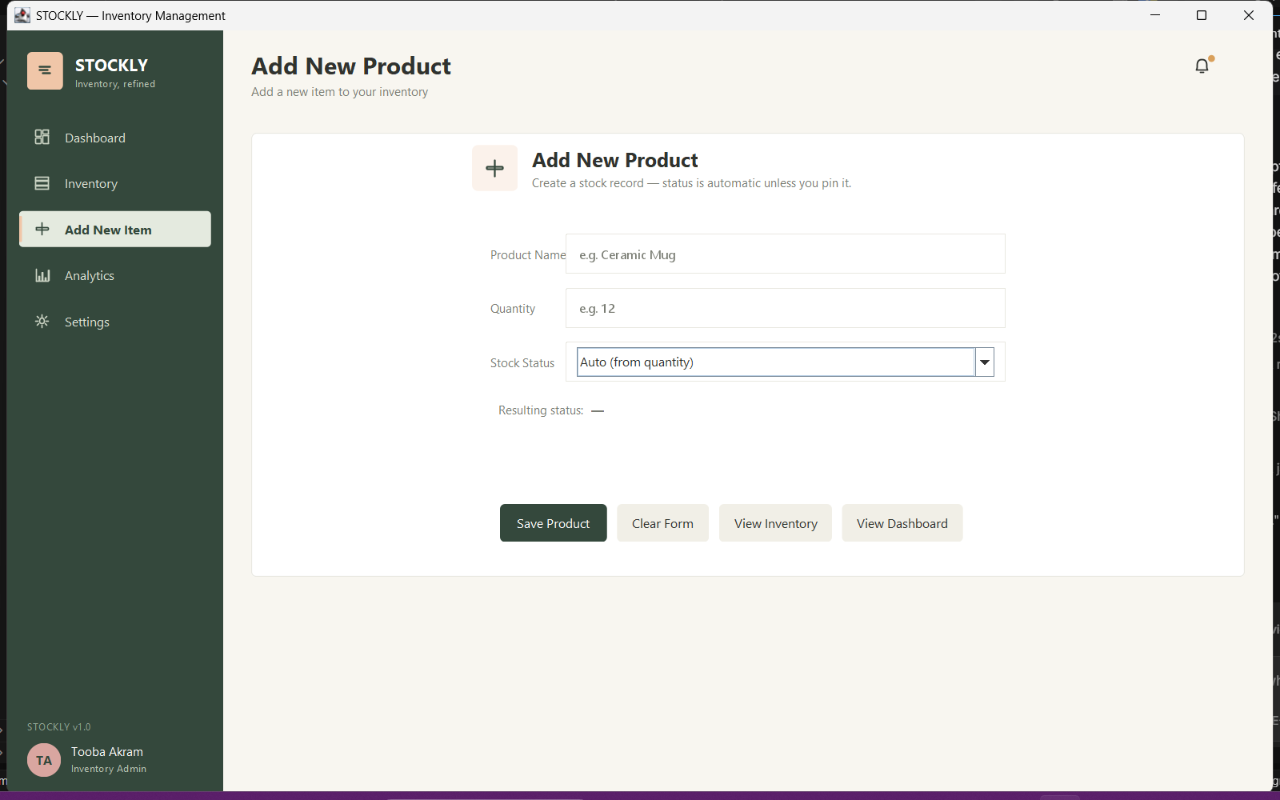 STOCKLY — Inventory Management
STOCKLY
Inventory, refined
Dashboard
Inventory
Add New Item
Analytics
Settings
STOCKLY v1.0
TA
Tooba Akram
Inventory Admin
Add New Product
Add a new item to your inventory
Add New Product
Create a stock record — status is automatic unless you pin it.
Product Name
e.g. Ceramic Mug
Quantity
e.g. 12
Stock Status
Auto (from quantity)
Resulting status: —
Save Product
Clear Form
View Inventory
View Dashboard